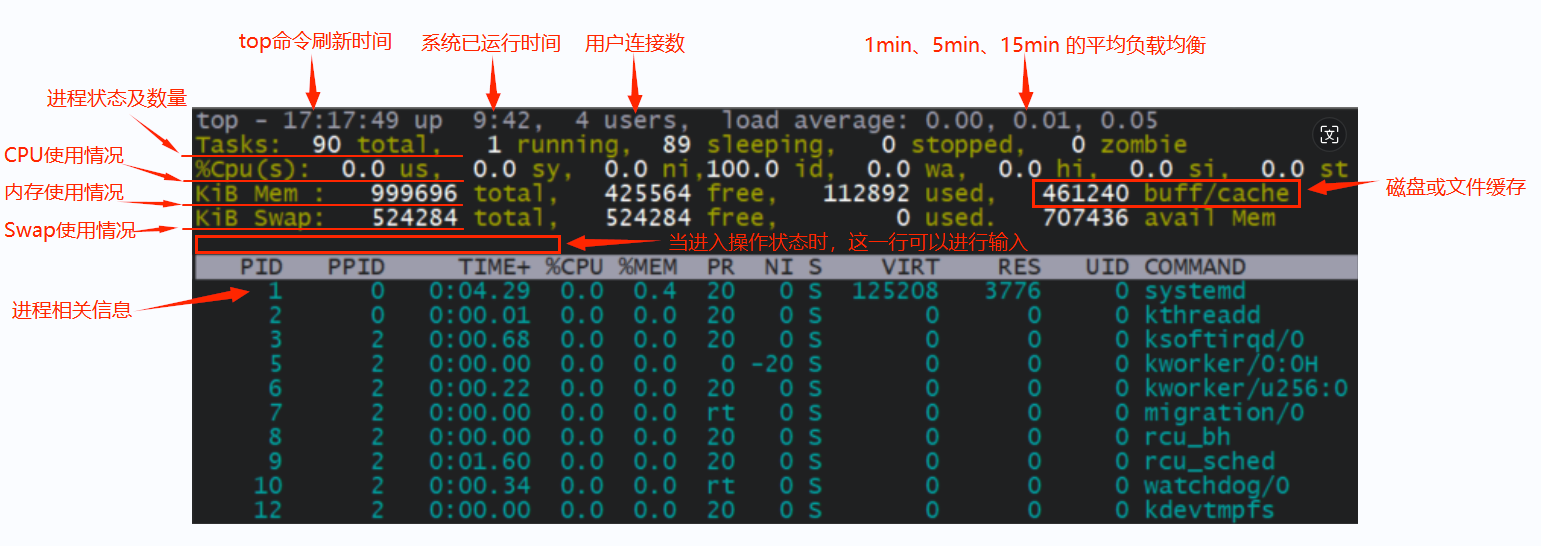 top命令刷新时间
系统已运行时间
用户连接数
1min、5min、15min 的平均负载均衡
进程状态及数量
CPU使用情况
内存使用情况
Swap使用情况
磁盘或文件缓存
top - 17:17:49 up  9:42,  4 users,  load average: 0.00, 0.01, 0.05
Tasks:  90 total,   1 running,  89 sleeping,   0 stopped,   0 zombie
%Cpu(s):  0.0 us,  0.0 sy,  0.0 ni,100.0 id,  0.0 wa,  0.0 hi,  0.0 si,  0.0 st
KiB Mem :   999696 total,   425564 free,   112892 used,   461240 buff/cache
KiB Swap:   524284 total,   524284 free,        0 used.   707436 avail Mem
当进入操作状态时，这一行可以进行输入
进程相关信息
PID PPID TIME+ %CPU %MEM PR NI S VIRT RES UID COMMAND
1 0 0:04.29 0.0 0.4 20 0 S 125208 3776 0 systemd
2 0 0:00.01 0.0 0.0 20 0 S 0 0 0 kthreadd
3 2 0:00.68 0.0 0.0 20 0 S 0 0 0 ksoftirqd/0
5 2 0:00.00 0.0 0.0 0 -20 S 0 0 0 kworker/0:0H
6 2 0:00.22 0.0 0.0 20 0 S 0 0 0 kworker/u256:0
7 2 0:00.00 0.0 0.0 rt 0 S 0 0 0 migration/0
8 2 0:00.00 0.0 0.0 20 0 S 0 0 0 rcu_bh
9 2 0:01.60 0.0 0.0 20 0 S 0 0 0 rcu_sched
10 2 0:00.34 0.0 0.0 rt 0 S 0 0 0 watchdog/0
12 2 0:00.00 0.0 0.0 20 0 S 0 0 0 kdevtmpfs